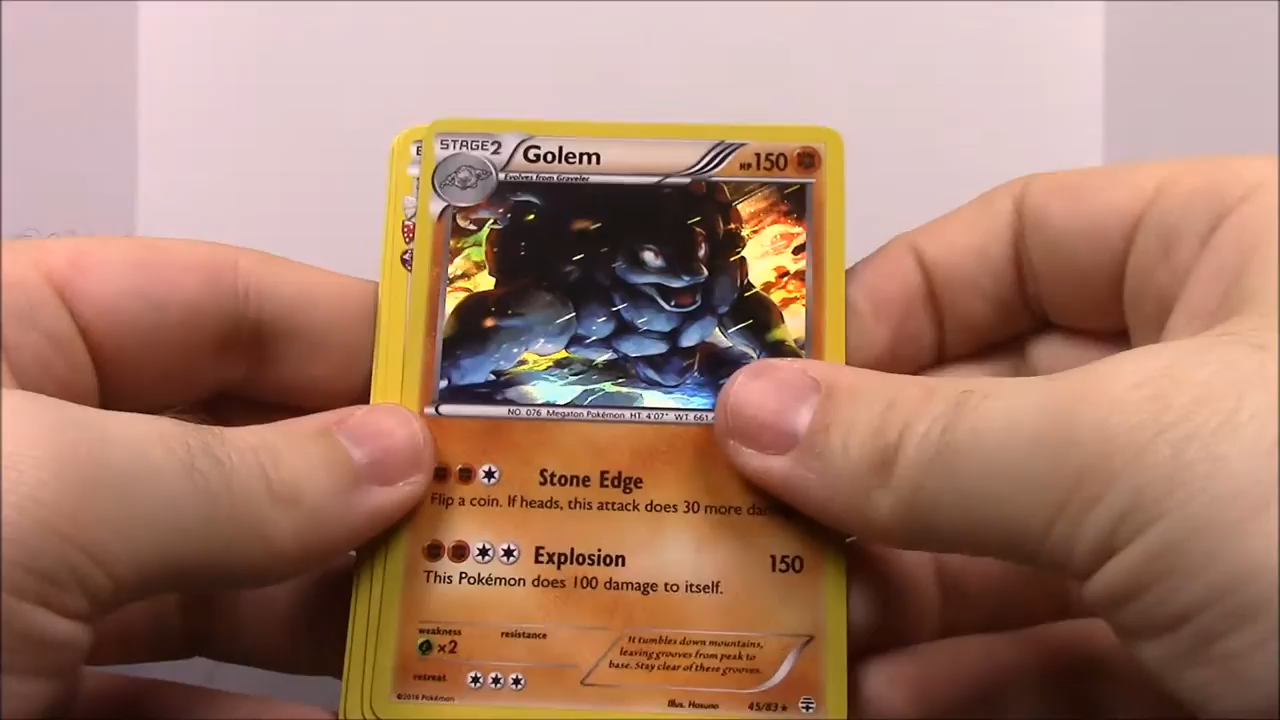 STAGE2 Golem HP150
Evolves from Graveler
NO. 076 Megaton Pokémon HT: 4'07" WT: 661.
Stone Edge
Flip a coin. If heads, this attack does 30 more
Explosion 150
This Pokémon does 100 damage to itself.
weakness resistance
×2
It tumbles down mountains,
leaving grooves from peak to
base. Stay clear of these grooves.
retreat
©2016 Pokémon Illus. Hasuno 45/83